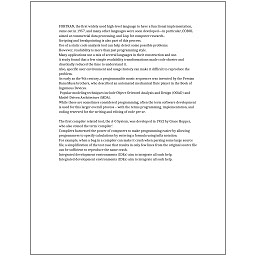 FORTRAN, the first widely used high-level language to have a functional implementation,
came out in 1957, and many other languages were soon developed—in particular, COBOL
aimed at commercial data processing, and Lisp for computer research.
Scripting and breakpointing is also part of this process.
Use of a static code analysis tool can help detect some possible problems.
However, readability is more than just programming style.
Many applications use a mix of several languages in their construction and use.
It really found that a few simple readability transformations made code shorter and
drastically reduced the time to understand it.
Also, specific user environment and usage history can make it difficult to reproduce the
problem.
As early as the 9th century, a programmable music sequencer was invented by the Persian
Banu Musa brothers, who described an automated mechanical flute player in the Book of
Ingenious Devices.
Popular modeling techniques include Object-Oriented Analysis and Design (OOAD) and
Model-Driven Architecture (MDA).
While these are sometimes considered programming, often the term software development
is used for this larger overall process – with the terms programming, implementation, and
coding reserved for the writing and editing of code per se.
The first compiler related tool, the A-0 System, was developed in 1952 by Grace Hopper,
who also coined the term 'compiler'.
Compilers harnessed the power of computers to make programming easier by allowing
programmers to specify calculations by entering a formula using infix notation.
For example, when a bug in a compiler can make it crash when parsing some large source
file, a simplification of the test case that results in only few lines from the original source file
can be sufficient to reproduce the same crash.
Integrated development environments (IDEs) aim to integrate all such help.
Integrated development environments (IDEs) aim to integrate all such help.